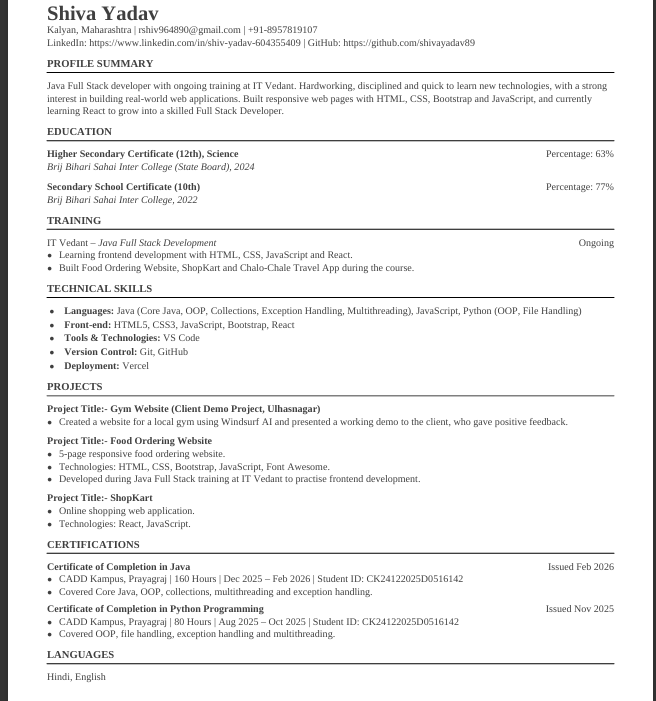 Shiva Yadav
Kalyan, Maharashtra | rshiv964890@gmail.com | +91-8957819107
LinkedIn: https://www.linkedin.com/in/shiv-yadav-604355409 | GitHub: https://github.com/shivayadav89
PROFILE SUMMARY
Java Full Stack developer with ongoing training at IT Vedant. Hardworking, disciplined and quick to learn new technologies, with a strong
interest in building real-world web applications. Built responsive web pages with HTML, CSS, Bootstrap and JavaScript, and currently
learning React to grow into a skilled Full Stack Developer.
EDUCATION
Higher Secondary Certificate (12th), Science Percentage: 63%
Brij Bihari Sahai Inter College (State Board), 2024
Secondary School Certificate (10th) Percentage: 77%
Brij Bihari Sahai Inter College, 2022
TRAINING
IT Vedant – Java Full Stack Development Ongoing
● Learning frontend development with HTML, CSS, JavaScript and React.
● Built Food Ordering Website, ShopKart and Chalo-Chale Travel App during the course.
TECHNICAL SKILLS
● Languages: Java (Core Java, OOP, Collections, Exception Handling, Multithreading), JavaScript, Python (OOP, File Handling)
● Front-end: HTML5, CSS3, JavaScript, Bootstrap, React
● Tools & Technologies: VS Code
● Version Control: Git, GitHub
● Deployment: Vercel
PROJECTS
Project Title:- Gym Website (Client Demo Project, Ulhasnagar)
● Created a website for a local gym using Windsurf AI and presented a working demo to the client, who gave positive feedback.
Project Title:- Food Ordering Website
● 5-page responsive food ordering website.
● Technologies: HTML, CSS, Bootstrap, JavaScript, Font Awesome.
● Developed during Java Full Stack training at IT Vedant to practise frontend development.
Project Title:- ShopKart
● Online shopping web application.
● Technologies: React, JavaScript.
CERTIFICATIONS
Certificate of Completion in Java Issued Feb 2026
● CADD Kampus, Prayagraj | 160 Hours | Dec 2025 – Feb 2026 | Student ID: CK24122025D0516142
● Covered Core Java, OOP, collections, multithreading and exception handling.
Certificate of Completion in Python Programming Issued Nov 2025
● CADD Kampus, Prayagraj | 80 Hours | Aug 2025 – Oct 2025 | Student ID: CK24122025D0516142
● Covered OOP, file handling, exception handling and multithreading.
LANGUAGES
Hindi, English